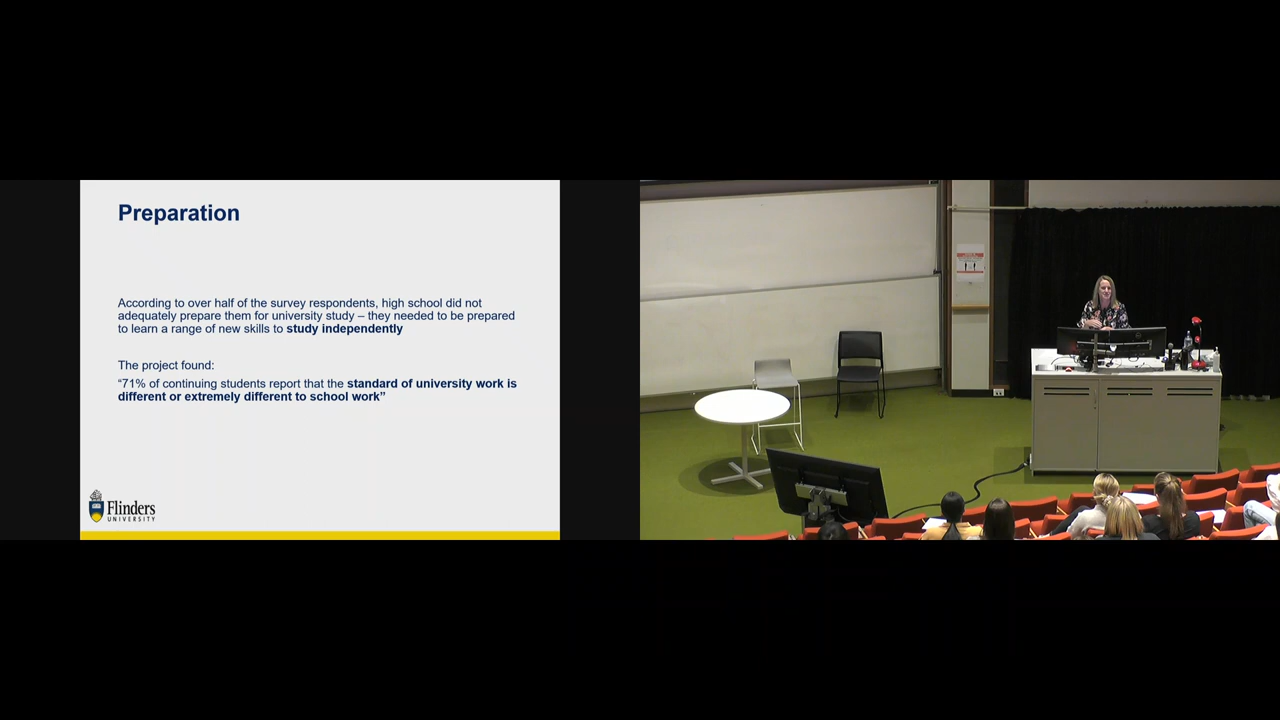 Preparation
According to over half of the survey respondents, high school did not
adequately prepare them for university study – they needed to be prepared
to learn a range of new skills to study independently
The project found:
“71% of continuing students report that the standard of university work is
different or extremely different to school work”
Flinders
UNIVERSITY